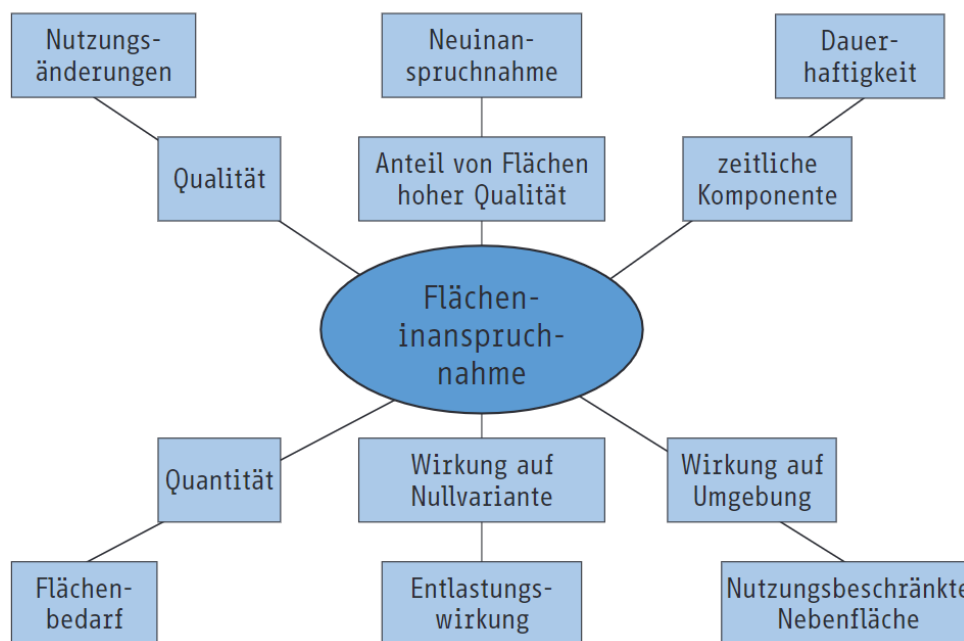 Nutzungs-
änderungen
Neuinan-
spruchnahme
Dauer-
haftigkeit
Qualität
Anteil von Flächen
hoher Qualität
zeitliche
Komponente
Flächen-
inanspruch-
nahme
Quantität
Wirkung auf
Nullvariante
Wirkung auf
Umgebung
Flächen-
bedarf
Entlastungs-
wirkung
Nutzungsbeschränkte
Nebenfläche